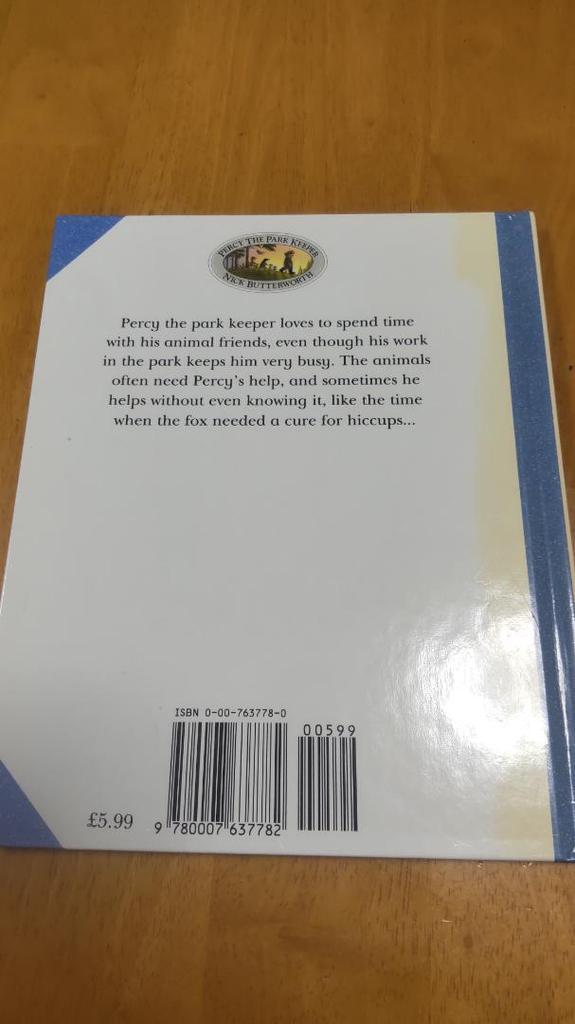 PERCY THE PARK KEEPER
NICK BUTTERWORTH
Percy the park keeper loves to spend time
with his animal friends, even though his work
in the park keeps him very busy. The animals
often need Percy's help, and sometimes he
helps without even knowing it, like the time
when the fox needed a cure for hiccups...
ISBN 0-00-763778-0
00599
£5.99
9 780007 637782